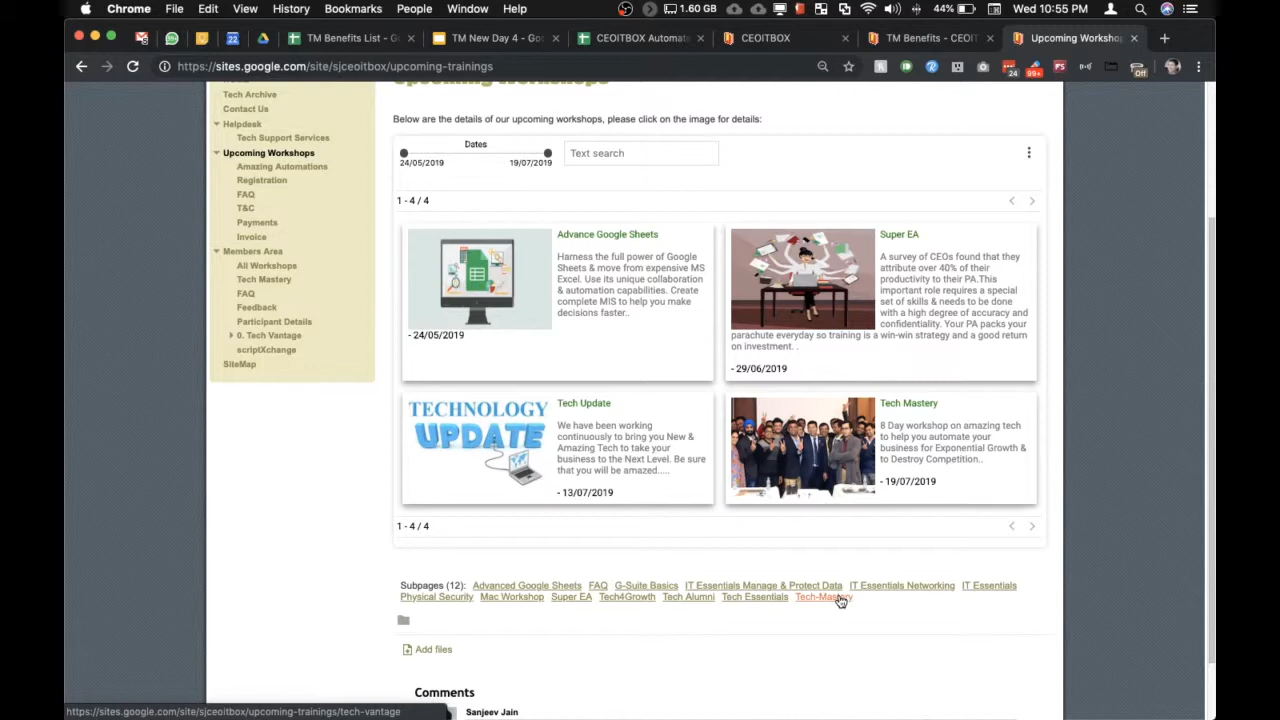 Chrome File Edit View History Bookmarks People Window Help 1.60 GB 44% Wed 10:55 PM
TM Benefits List - G TM New Day 4 - Go CEOITBOX Automate CEOITBOX TM Benefits - CEOIT Upcoming Workshop
https://sites.google.com/site/sjceoitbox/upcoming-trainings
22
24
99+
Off
Upcoming Workshops
Tech Archive
Contact Us
Helpdesk
Tech Support Services
Upcoming Workshops
Amazing Automations
Registration
FAQ
T&C
Payments
Invoice
Members Area
All Workshops
Tech Mastery
FAQ
Feedback
Participant Details
0. Tech Vantage
scriptXchange
SiteMap
Below are the details of our upcoming workshops, please click on the image for details:
Dates
24/05/2019 19/07/2019
Text search
1 - 4 / 4
Advance Google Sheets
Harness the full power of Google
Sheets & move from expensive MS
Excel. Use its unique collaboration
& automation capabilities. Create
complete MIS to help you make
decisions faster..
- 24/05/2019
Super EA
A survey of CEOs found that they
attribute over 40% of their
productivity to their PA.This
important role requires a special
set of skills & needs to be done
with a high degree of accuracy and
confidentiality. Your PA packs your
parachute everyday so training is a win-win strategy and a good return
on investment. .
- 29/06/2019
TECHNOLOGY
UPDATE
Tech Update
We have been working
continuously to bring you New &
Amazing Tech to take your
business to the Next Level. Be sure
that you will be amazed.....
- 13/07/2019
Tech Mastery
8 Day workshop on amazing tech
to help you automate your
business for Exponential Growth &
to Destroy Competition..
- 19/07/2019
1 - 4 / 4
Subpages (12): Advanced Google Sheets FAQ G-Suite Basics IT Essentials Manage & Protect Data IT Essentials Networking IT Essentials
Physical Security Mac Workshop Super EA Tech4Growth Tech Alumni Tech Essentials Tech-Mastery
Add files
Comments
Sanjeev Jain
https://sites.google.com/site/sjceoitbox/upcoming-trainings/tech-vantage